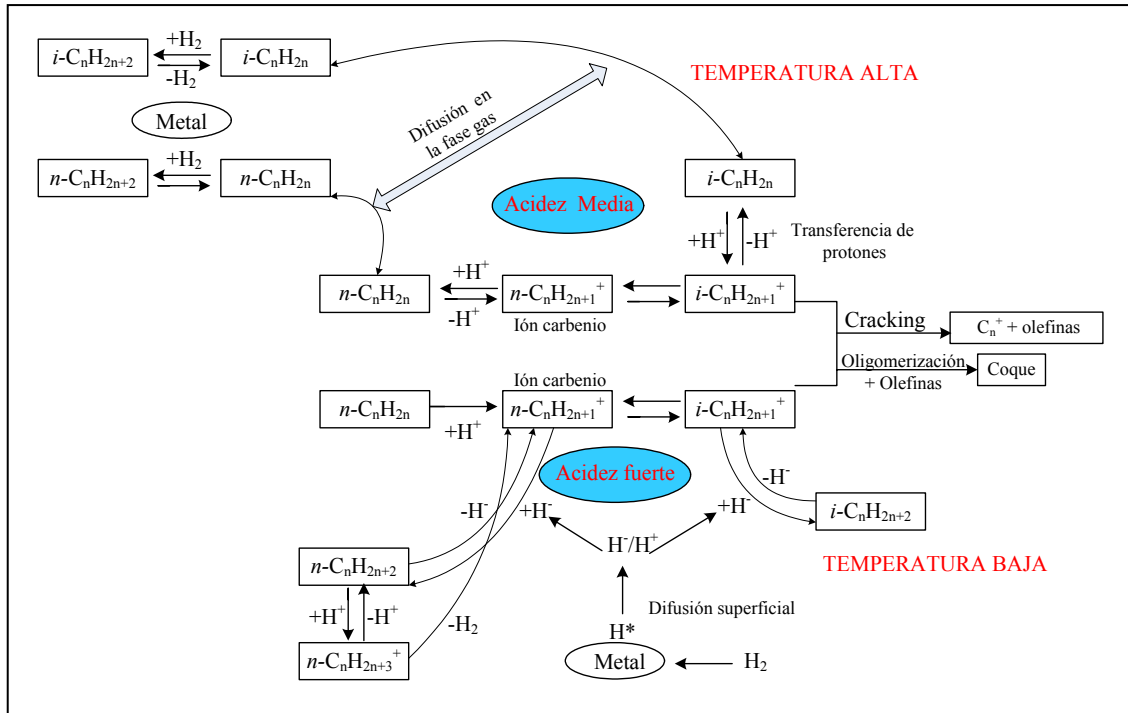 +H₂
i-CₙH₂ₙ₊₂
i-CₙH₂ₙ
-H₂
TEMPERATURA ALTA
Metal
Difusión en
la fase gas
+H₂
n-CₙH₂ₙ₊₂
n-CₙH₂ₙ
i-CₙH₂ₙ
Acidez Media
+H⁺
-H⁺
Transferencia de
protones
+H⁺
n-CₙH₂ₙ
n-CₙH₂ₙ₊₁⁺
i-CₙH₂ₙ₊₁⁺
-H⁺
Ión carbenio
Cracking
Cₙ⁺ + olefinas
Oligomerización
+ Olefinas
Coque
Ión carbenio
n-CₙH₂ₙ
n-CₙH₂ₙ₊₁⁺
i-CₙH₂ₙ₊₁⁺
+H⁺
Acidez fuerte
-H⁻
-H⁻
+H⁻
+H⁻
i-CₙH₂ₙ₊₂
H⁻/H⁺
TEMPERATURA BAJA
n-CₙH₂ₙ₊₂
+H⁺
-H⁺
-H₂
Difusión superficial
H*
n-CₙH₂ₙ₊₃⁺
Metal
H₂